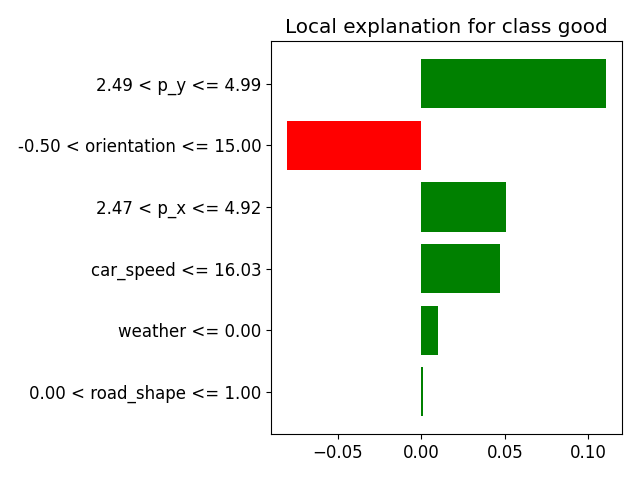 Local explanation for class good
2.49 < p_y <= 4.99
-0.50 < orientation <= 15.00
2.47 < p_x <= 4.92
car_speed <= 16.03
weather <= 0.00
0.00 < road_shape <= 1.00
−0.05 0.00 0.05 0.10